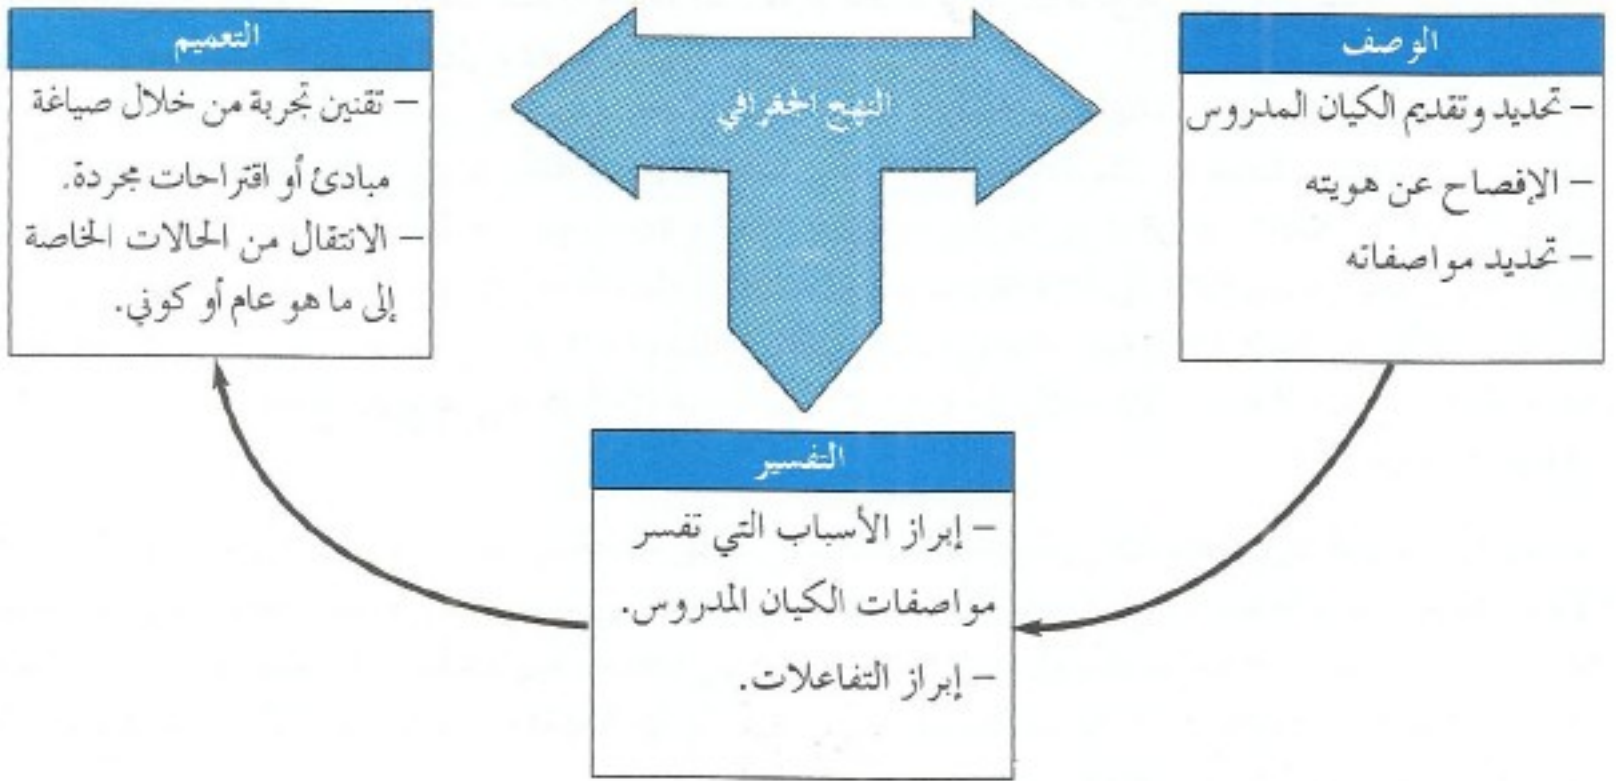 النهج الجغرافي
الوصف
– تحديد وتقديم الكيان المدروس
– الإفصاح عن هويته
– تحديد مواصفاته
التفسير
– إبراز الأسباب التي تفسر
مواصفات الكيان المدروس.
– إبراز التفاعلات.
التعميم
– تقنين تجربة من خلال صياغة
مبادئ أو اقتراحات مجردة.
– الانتقال من الحالات الخاصة
إلى ما هو عام أو كوني.